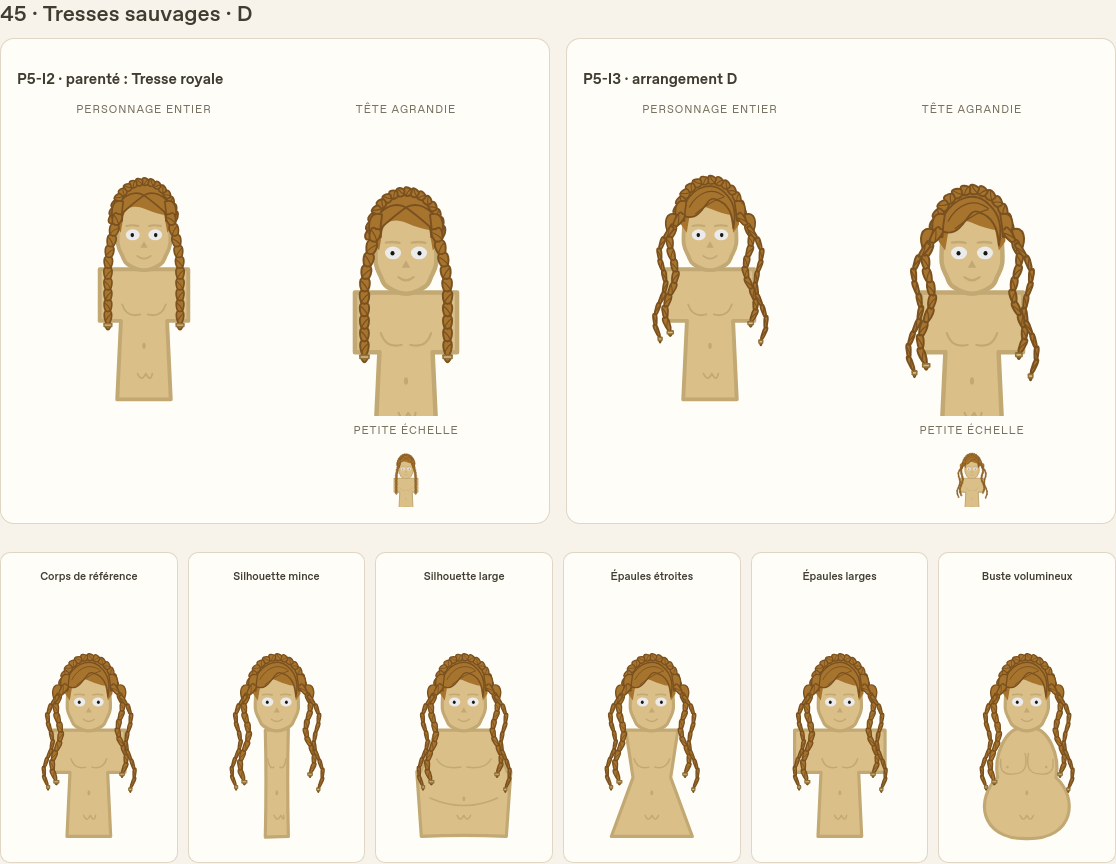 45 · Tresses sauvages · D
P5-I2 · parenté : Tresse royale
PERSONNAGE ENTIER
TÊTE AGRANDIE
PETITE ÉCHELLE
P5-I3 · arrangement D
PERSONNAGE ENTIER
TÊTE AGRANDIE
PETITE ÉCHELLE
Corps de référence
Silhouette mince
Silhouette large
Épaules étroites
Épaules larges
Buste volumineux